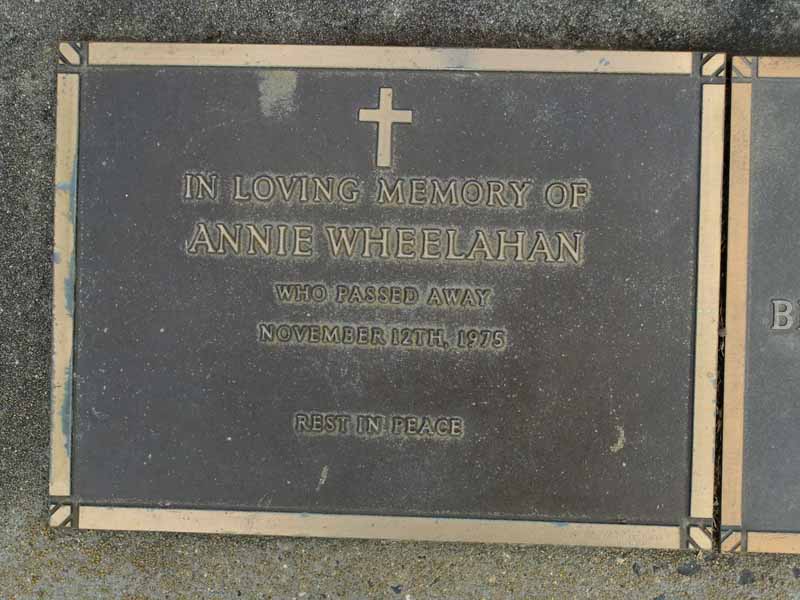 IN LOVING MEMORY OF
ANNIE WHEELAHAN
WHO PASSED AWAY
NOVEMBER 12TH, 1975
REST IN PEACE